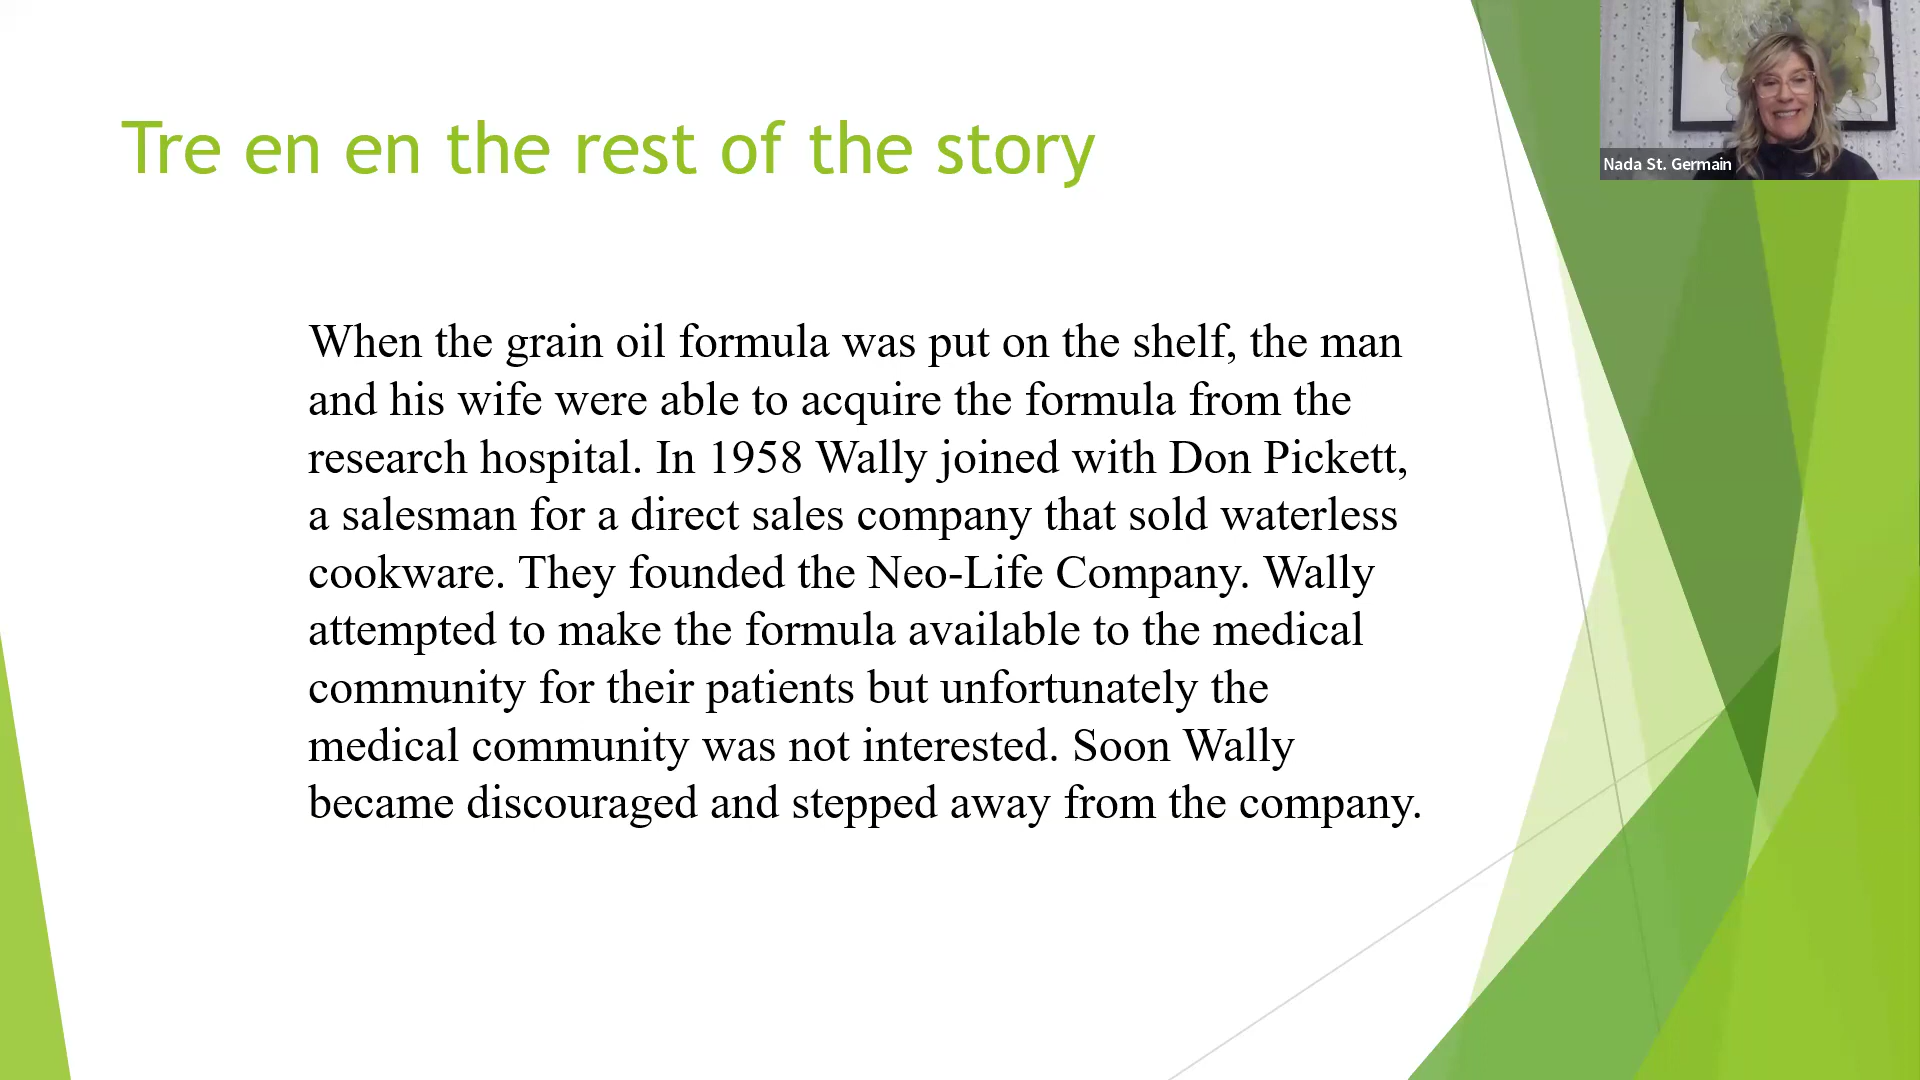 Tre en en the rest of the story
Nada St. Germain
When the grain oil formula was put on the shelf, the man
and his wife were able to acquire the formula from the
research hospital. In 1958 Wally joined with Don Pickett,
a salesman for a direct sales company that sold waterless
cookware. They founded the Neo-Life Company. Wally
attempted to make the formula available to the medical
community for their patients but unfortunately the
medical community was not interested. Soon Wally
became discouraged and stepped away from the company.